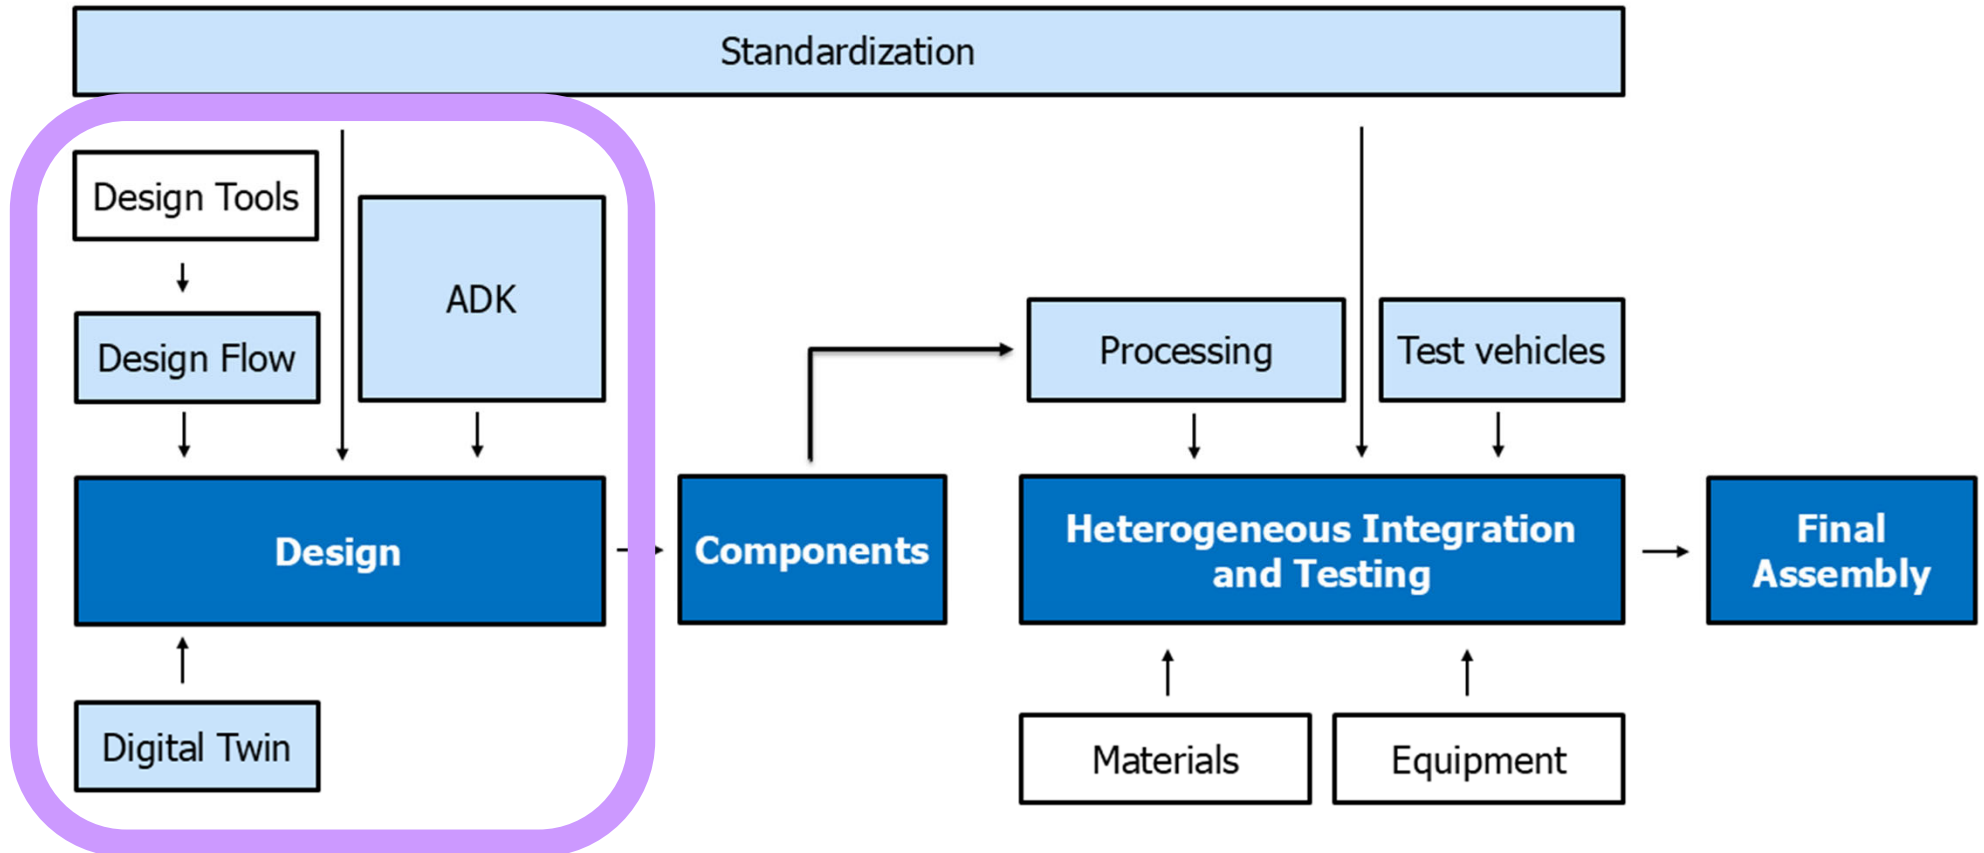 Standardization
Design Tools
ADK
Design Flow
Processing
Test vehicles
Design
Components
Heterogeneous Integration
and Testing
Final
Assembly
Digital Twin
Materials
Equipment